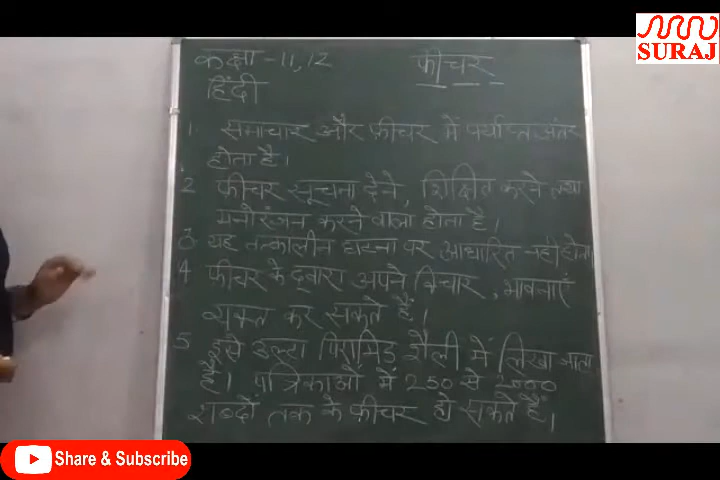 SURAJ
कक्षा -11,12 फीचर
हिंदी
1. समाचार और फ़ीचर में पर्याप्त अंतर
होता है।
2 फ़ीचर सूचना देने, शिक्षित करने तथा
मनोरंजन करने वाला होता है।
3 यह तत्कालीन घटना पर आधारित नहीं होता
4 फीचर के द्वारा अपने विचार, भावनाएँ
व्यक्त कर सकते हैं।
5 उल्टा पिरामिड शैली में लिखा जाता
है। पत्रिकाओं में 250 से 2000
शब्दों तक के फ़ीचर हो सकते हैं।
Share & Subscribe